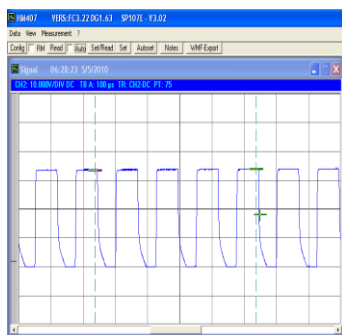 HM407 VERS:FC3.22 DG1.63 SP107E - V3.02
Data View Measurement ?
Config RM Read Auto Set/Read Set Autoset Notes WMF-Export
Signal 06:28:23 5/5/2010
CH2: 10.000V/DIV DC TB A: 100 µs TR: CH2-DC PT: 75